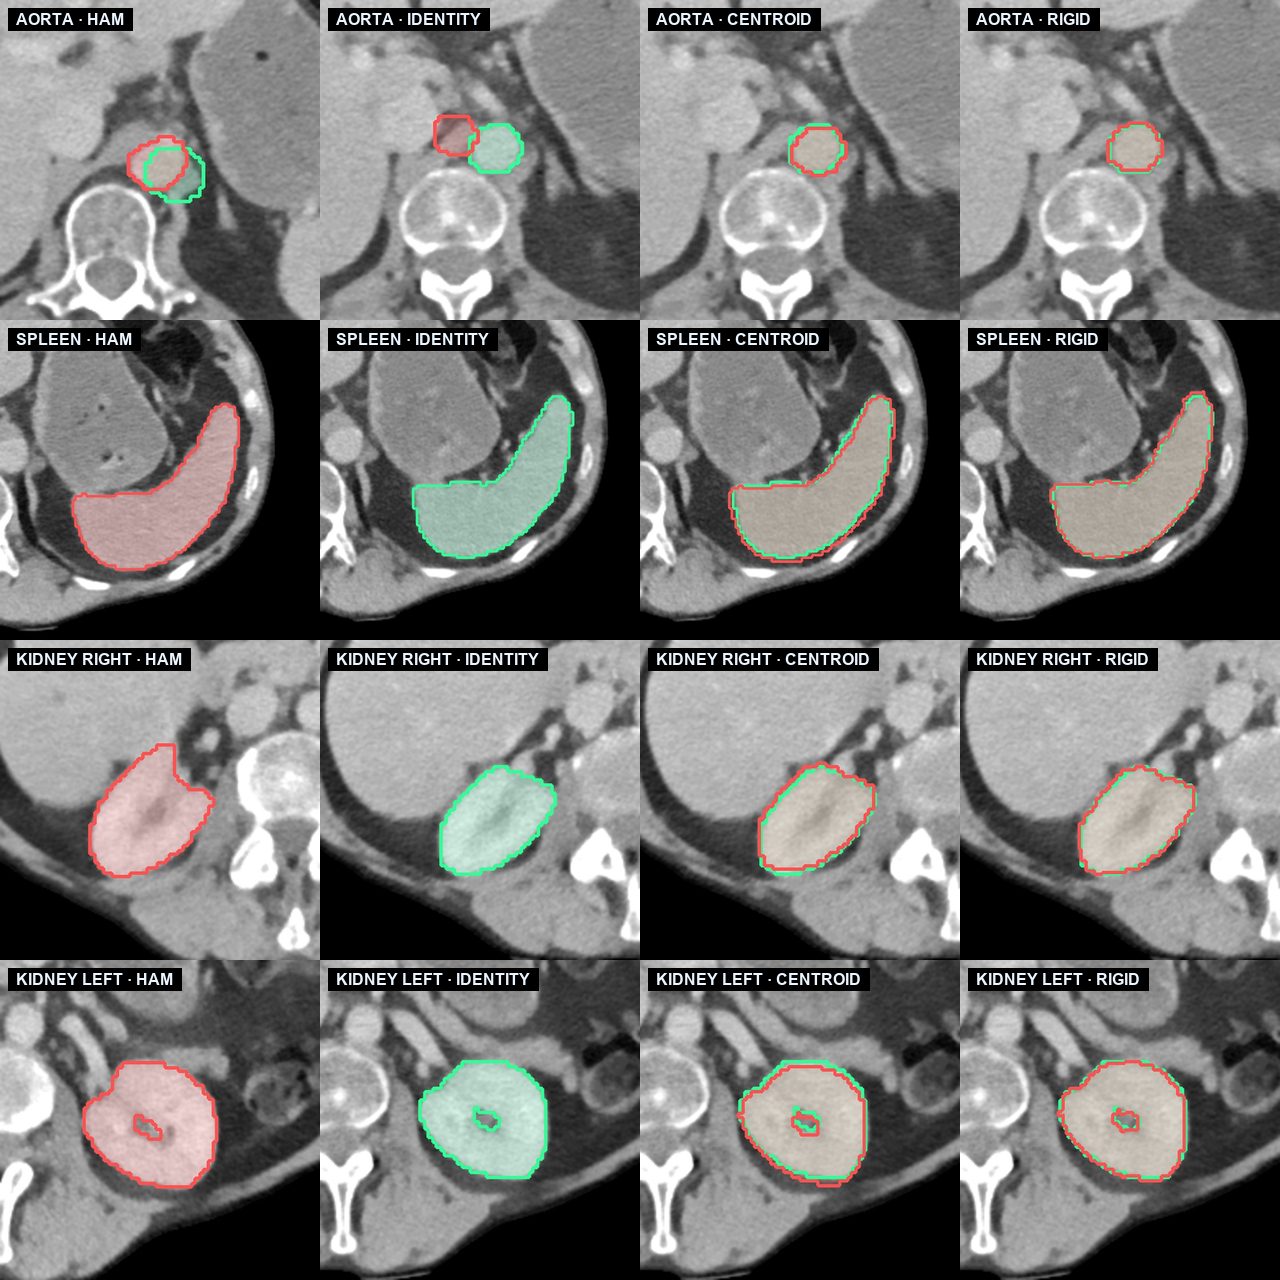 AORTA · HAM
AORTA · IDENTITY
AORTA · CENTROID
AORTA · RIGID
SPLEEN · HAM
SPLEEN · IDENTITY
SPLEEN · CENTROID
SPLEEN · RIGID
KIDNEY RIGHT · HAM
KIDNEY RIGHT · IDENTITY
KIDNEY RIGHT · CENTROID
KIDNEY RIGHT · RIGID
KIDNEY LEFT · HAM
KIDNEY LEFT · IDENTITY
KIDNEY LEFT · CENTROID
KIDNEY LEFT · RIGID